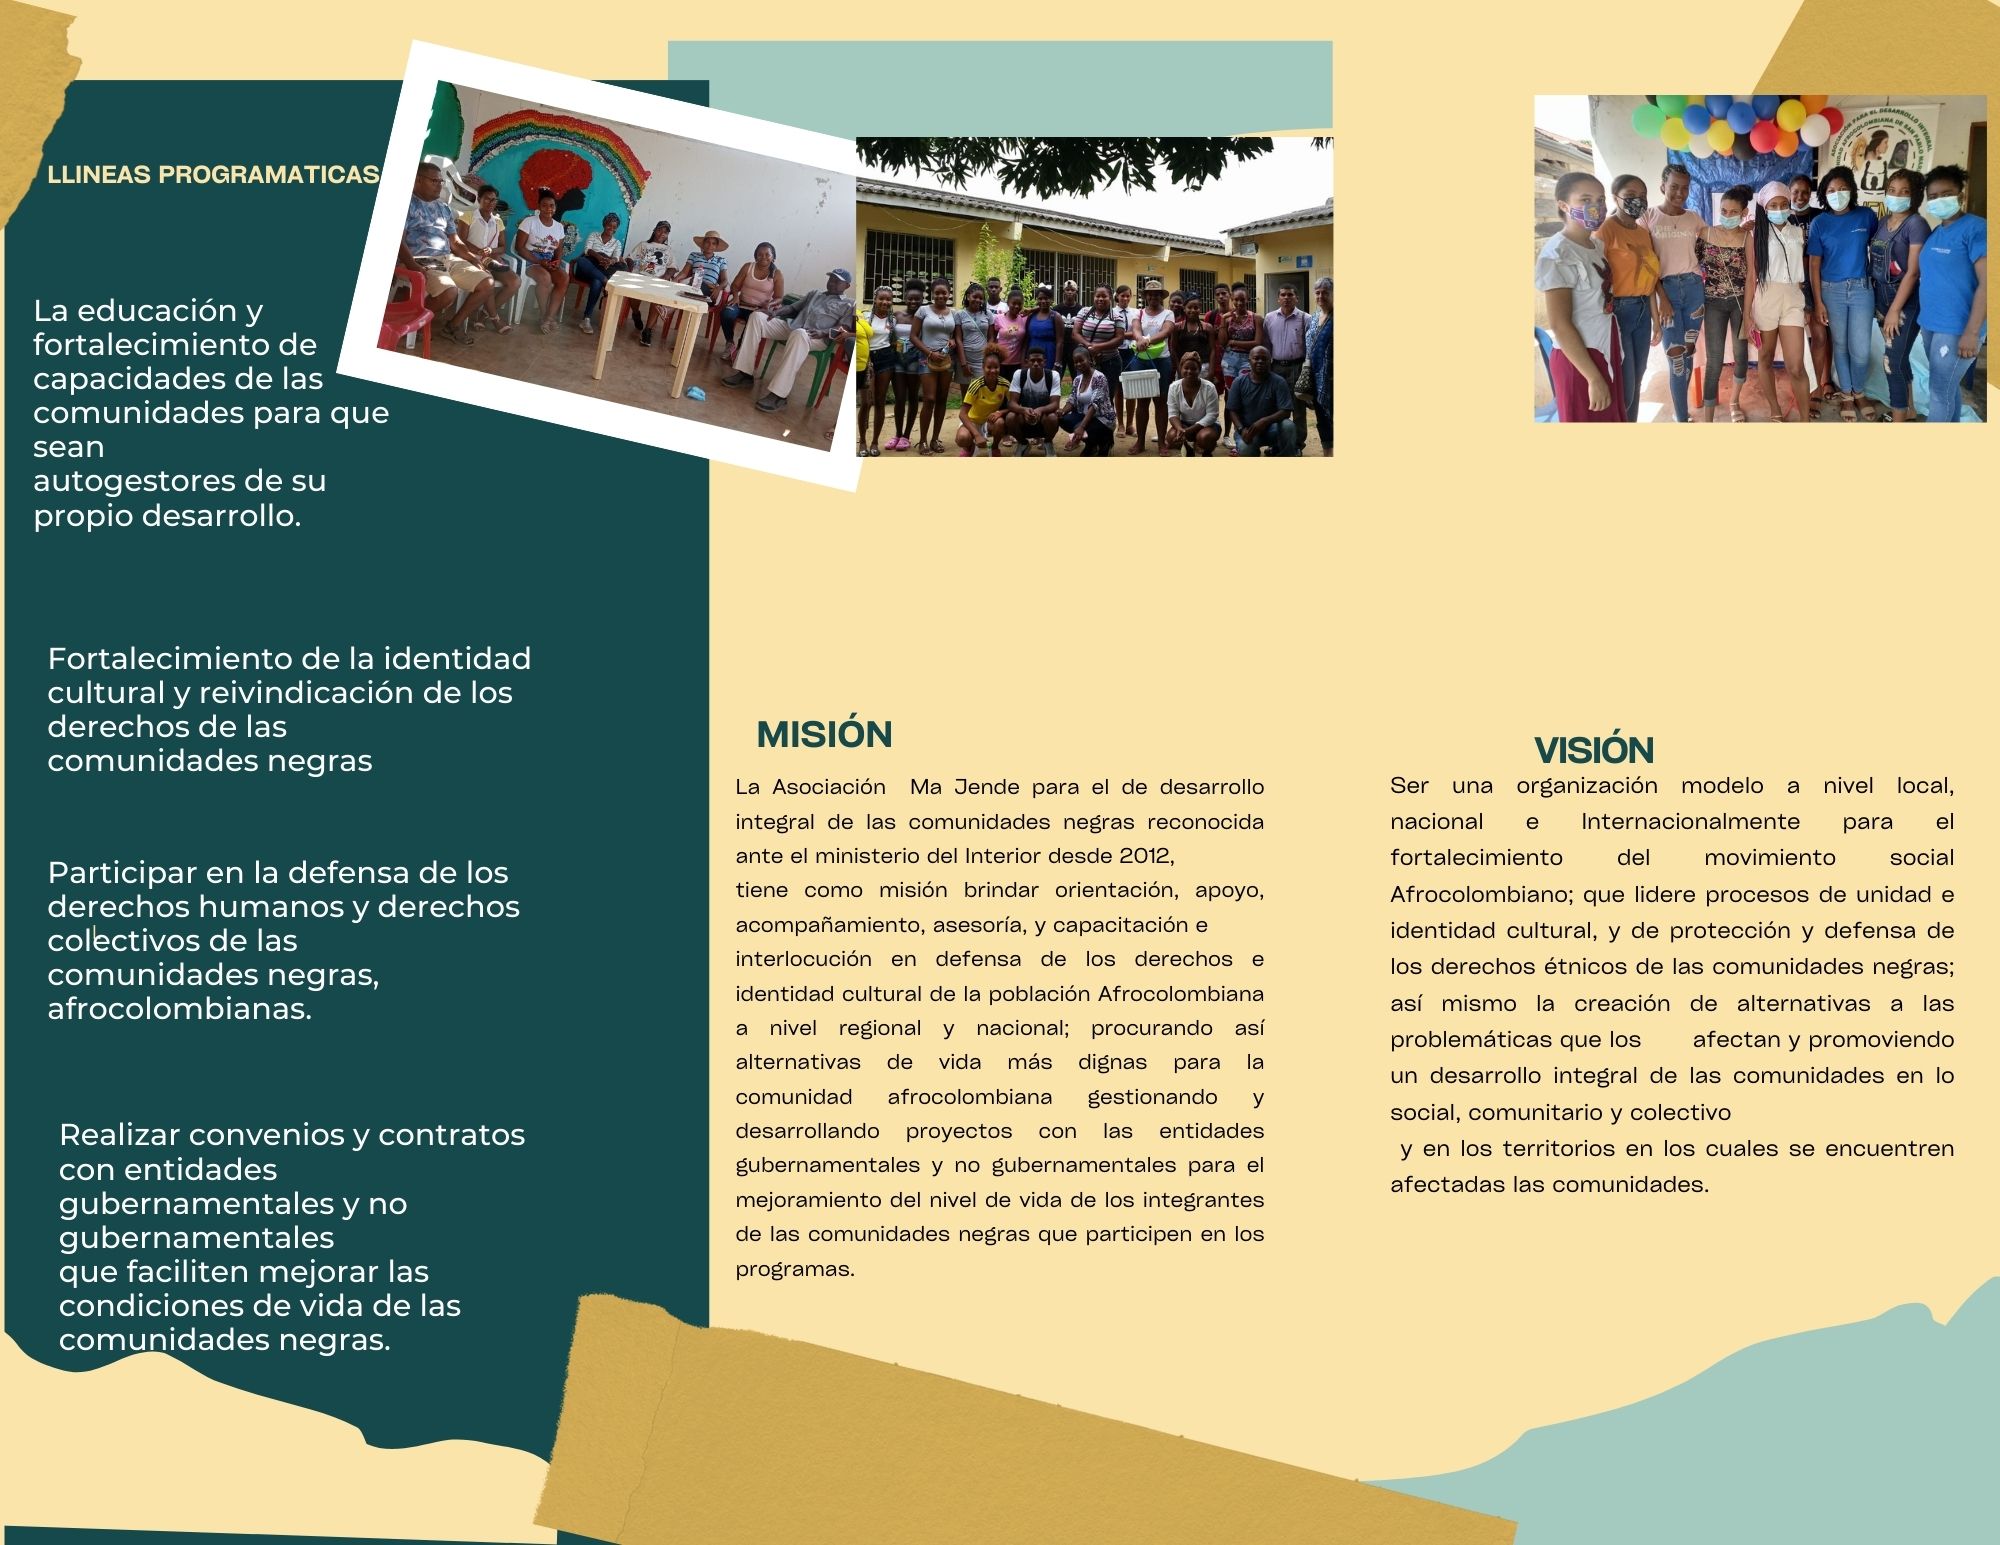 LLINEAS PROGRAMATICAS
La educación y
fortalecimiento de
capacidades de las
comunidades para que
sean
autogestores de su
propio desarrollo.
Fortalecimiento de la identidad
cultural y reivindicación de los
derechos de las
comunidades negras
Participar en la defensa de los
derechos humanos y derechos
colectivos de las
comunidades negras,
afrocolombianas.
Realizar convenios y contratos
con entidades
gubernamentales y no
gubernamentales
que faciliten mejorar las
condiciones de vida de las
comunidades negras.
MISIÓN
La Asociación Ma Jende para el de desarrollo
integral de las comunidades negras reconocida
ante el ministerio del Interior desde 2012,
tiene como misión brindar orientación, apoyo,
acompañamiento, asesoría, y capacitación e
interlocución en defensa de los derechos e
identidad cultural de la población Afrocolombiana
a nivel regional y nacional; procurando así
alternativas de vida más dignas para la
comunidad afrocolombiana gestionando y
desarrollando proyectos con las entidades
gubernamentales y no gubernamentales para el
mejoramiento del nivel de vida de los integrantes
de las comunidades negras que participen en los
programas.
ASOCIACIÓN PARA EL DESARROLLO INTEGRAL
AFROCOLOMBIANA DE SAN PABLO
VISIÓN
Ser una organización modelo a nivel local,
nacional e Internacionalmente para el
fortalecimiento del movimiento social
Afrocolombiano; que lidere procesos de unidad e
identidad cultural, y de protección y defensa de
los derechos étnicos de las comunidades negras;
así mismo la creación de alternativas a las
problemáticas que los afectan y promoviendo
un desarrollo integral de las comunidades en lo
social, comunitario y colectivo
y en los territorios en los cuales se encuentren
afectadas las comunidades.